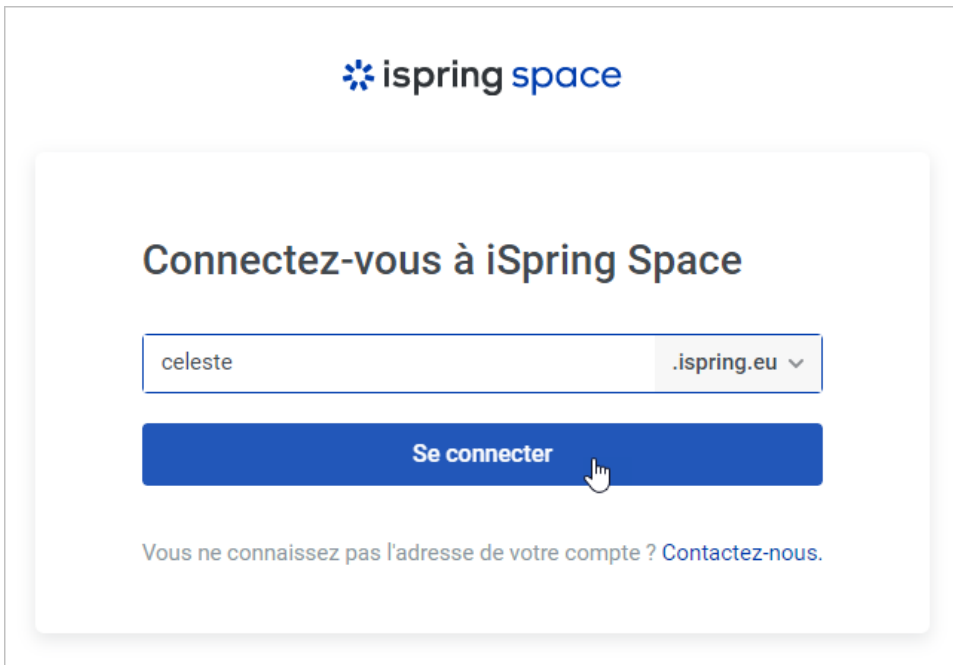 ispring space
Connectez-vous à iSpring Space
celeste .ispring.eu
Se connecter
Vous ne connaissez pas l'adresse de votre compte ? Contactez-nous.